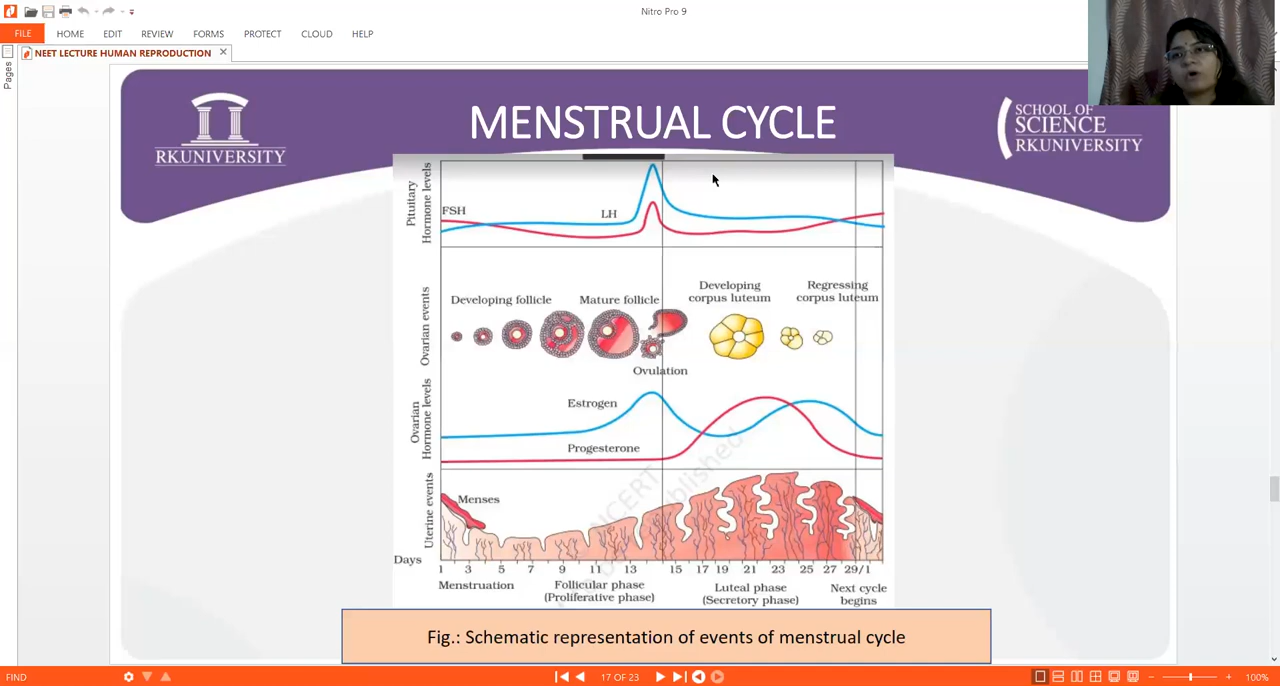 Nitro Pro 9
FILE HOME EDIT REVIEW FORMS PROTECT CLOUD HELP
NEET LECTURE HUMAN REPRODUCTION
Pages
RKUNIVERSITY
MENSTRUAL CYCLE
SCHOOL OF
SCIENCE
RKUNIVERSITY
Pituitary
Hormone levels
FSH
LH
Ovarian events
Developing follicle
Mature follicle
Developing
corpus luteum
Regressing
corpus luteum
Ovulation
Ovarian
Hormone levels
Estrogen
Progesterone
Uterine events
Menses
NCERT
published
Days
1 3 5 7 9 11 13 15 17 19 21 23 25 27 29/1
Menstruation
Follicular phase
(Proliferative phase)
Luteal phase
(Secretory phase)
Next cycle
begins
Fig.: Schematic representation of events of menstrual cycle
FIND
17 OF 23
100%